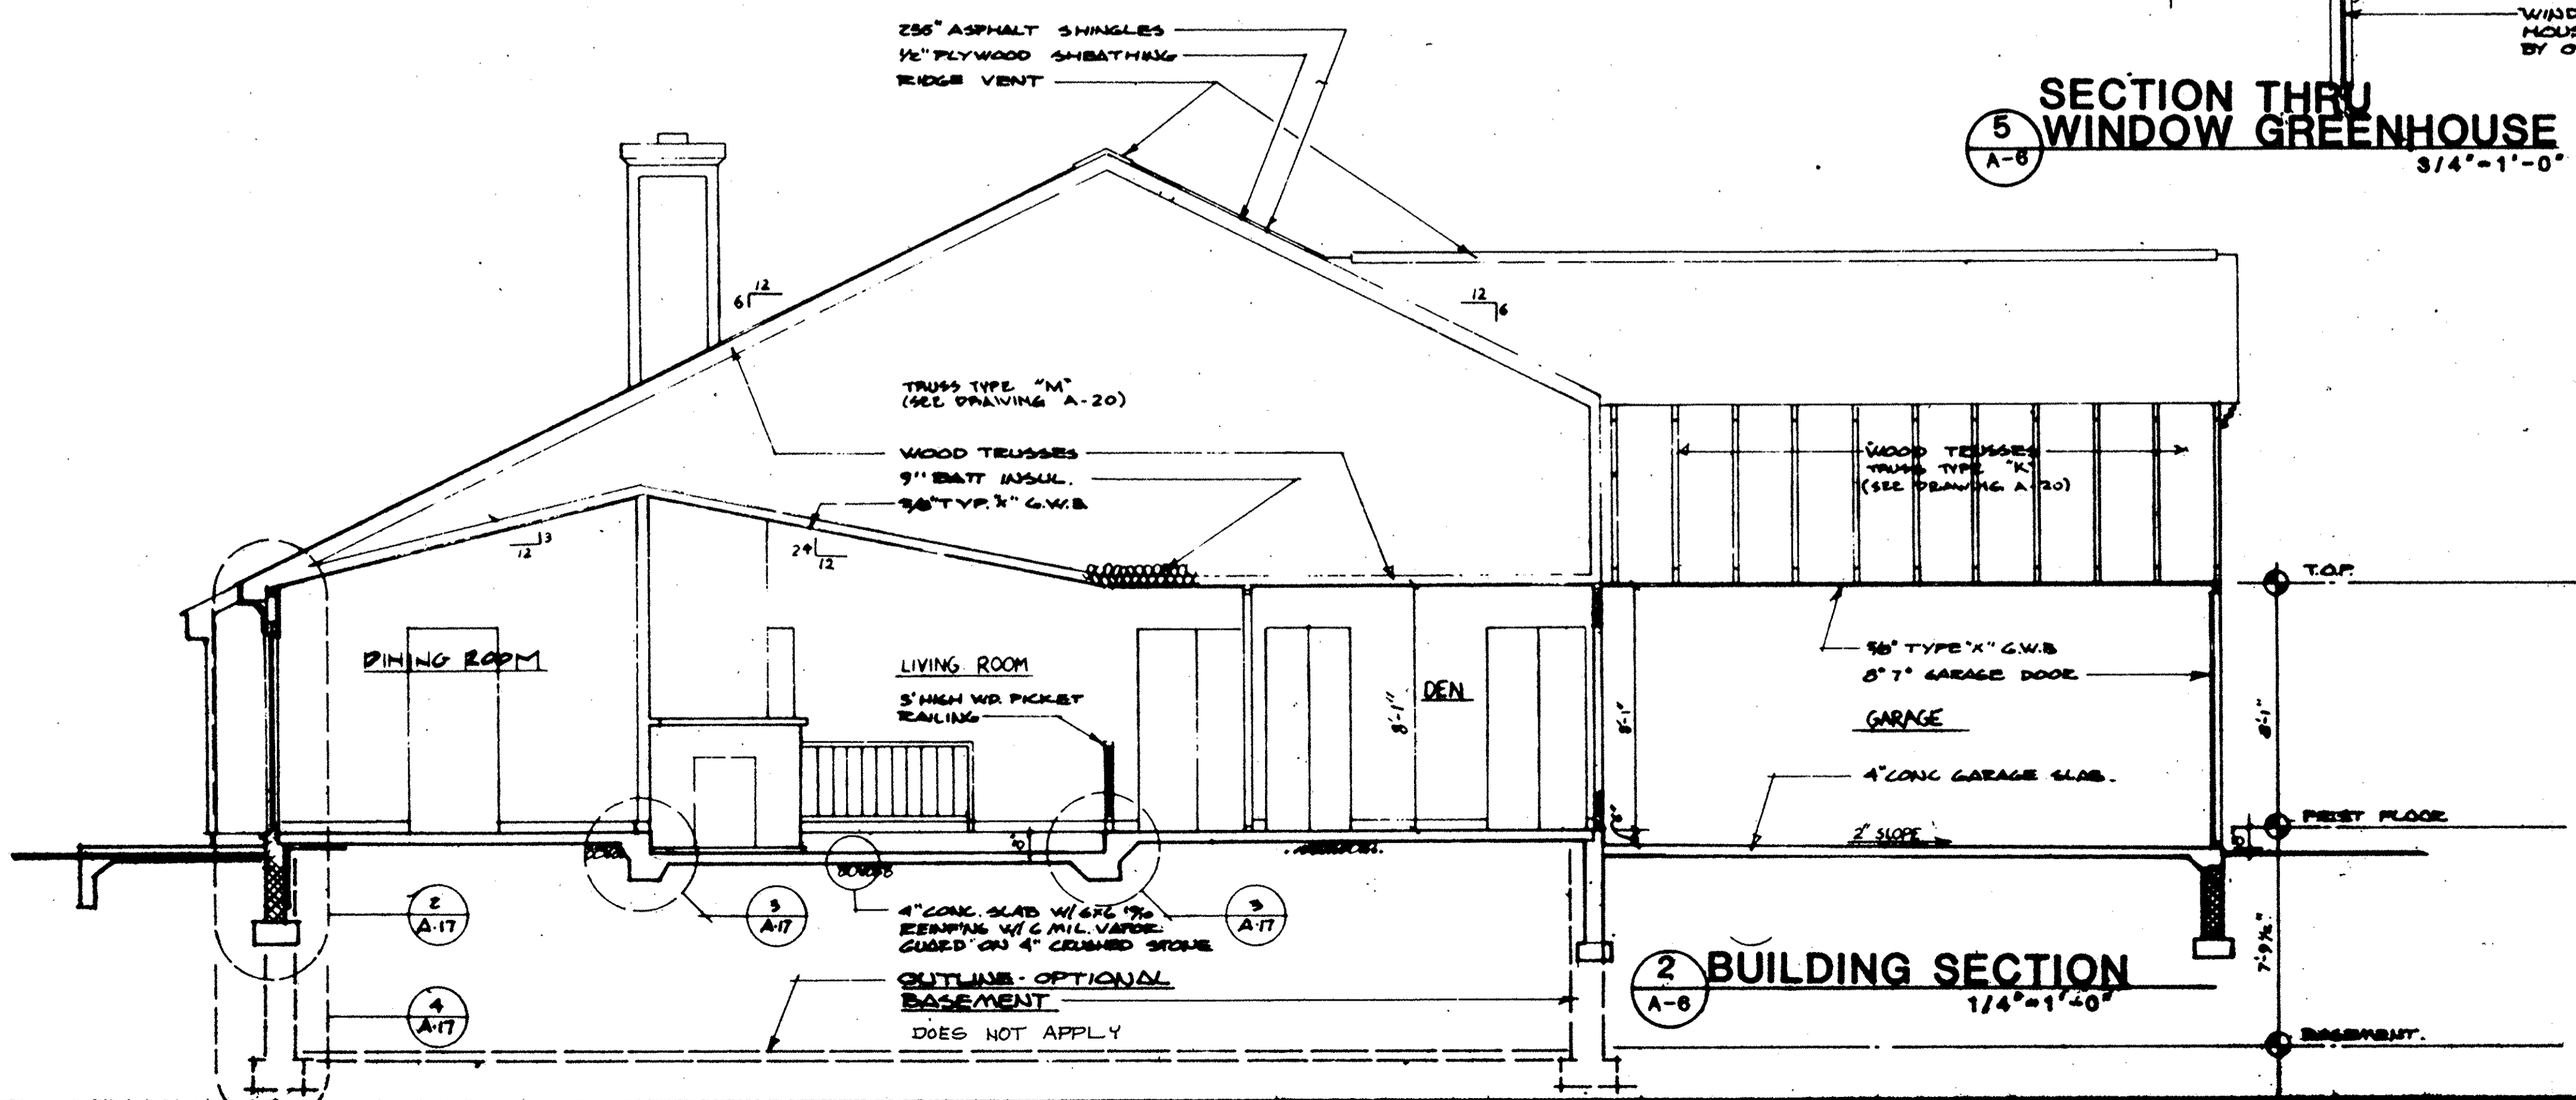 235# ASPHALT SHINGLES
1/2" PLYWOOD SHEATHING
RIDGE VENT
WIND
HOUS
BY O
SECTION THRU
WINDOW GREENHOUSE
5
A-6
3/4"=1'-0"
12
6
12
6
TRUSS TYPE "M"
(SEE DRAWING A-20)
WOOD TRUSSES
9" BATT INSUL.
5/8" TYP. "X" G.W.B.
WOOD TRUSSES
TRUSS TYPE "K"
(SEE DRAWING A-20)
3
12
12
T.O.P.
DINING ROOM
LIVING ROOM
3' HIGH WD. PICKET
RAILING
DEN
8'-1"
8'-1"
5/8" TYPE "X" G.W.B
8° 7° GARAGE DOOR
GARAGE
8'-1"
4" CONC GARAGE SLAB.
2" SLOPE
FIRST FLOOR
2
A-17
3
A-17
3
A-17
4" CONC. SLAB W/ 6X6 10/10
REINF'NG W/ 6 MIL. VAPOR
GUARD ON 4" CRUSHED STONE
OUTLINE - OPTIONAL
BASEMENT
DOES NOT APPLY
4
A-17
2
A-6
BUILDING SECTION
1/4"=1'-0"
7'-9 1/2"
BASEMENT.